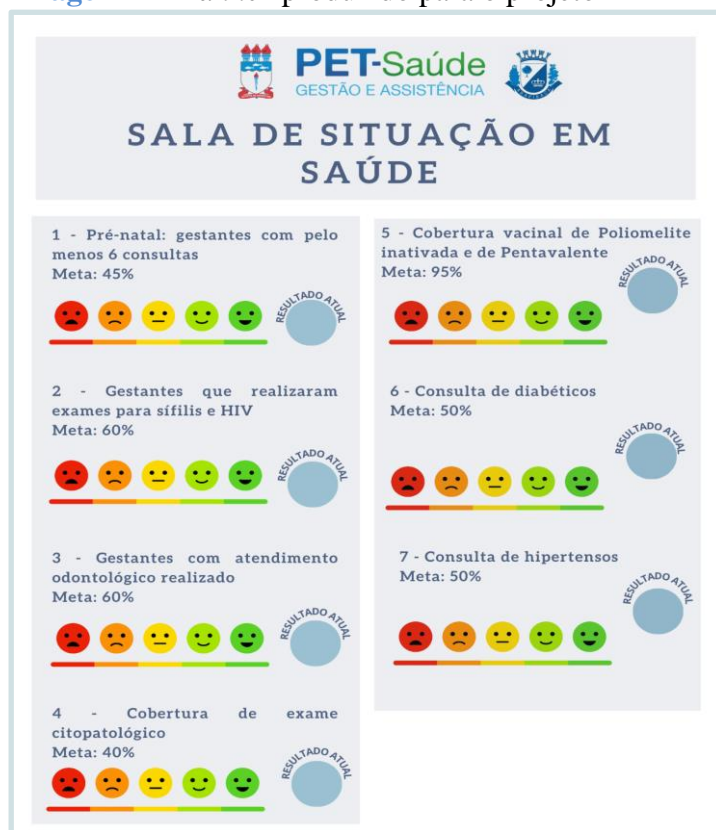 PET-Saúde
GESTÃO E ASSISTÊNCIA
SALA DE SITUAÇÃO EM
SAÚDE
1 - Pré-natal: gestantes com pelo
menos 6 consultas
Meta: 45%
RESULTADO ATUAL
2 - Gestantes que realizaram
exames para sífilis e HIV
Meta: 60%
RESULTADO ATUAL
3 - Gestantes com atendimento
odontológico realizado
Meta: 60%
RESULTADO ATUAL
4 - Cobertura de exame
citopatológico
Meta: 40%
RESULTADO ATUAL
5 - Cobertura vacinal de Poliomelite
inativada e de Pentavalente
Meta: 95%
RESULTADO ATUAL
6 - Consulta de diabéticos
Meta: 50%
RESULTADO ATUAL
7 - Consulta de hipertensos
Meta: 50%
RESULTADO ATUAL